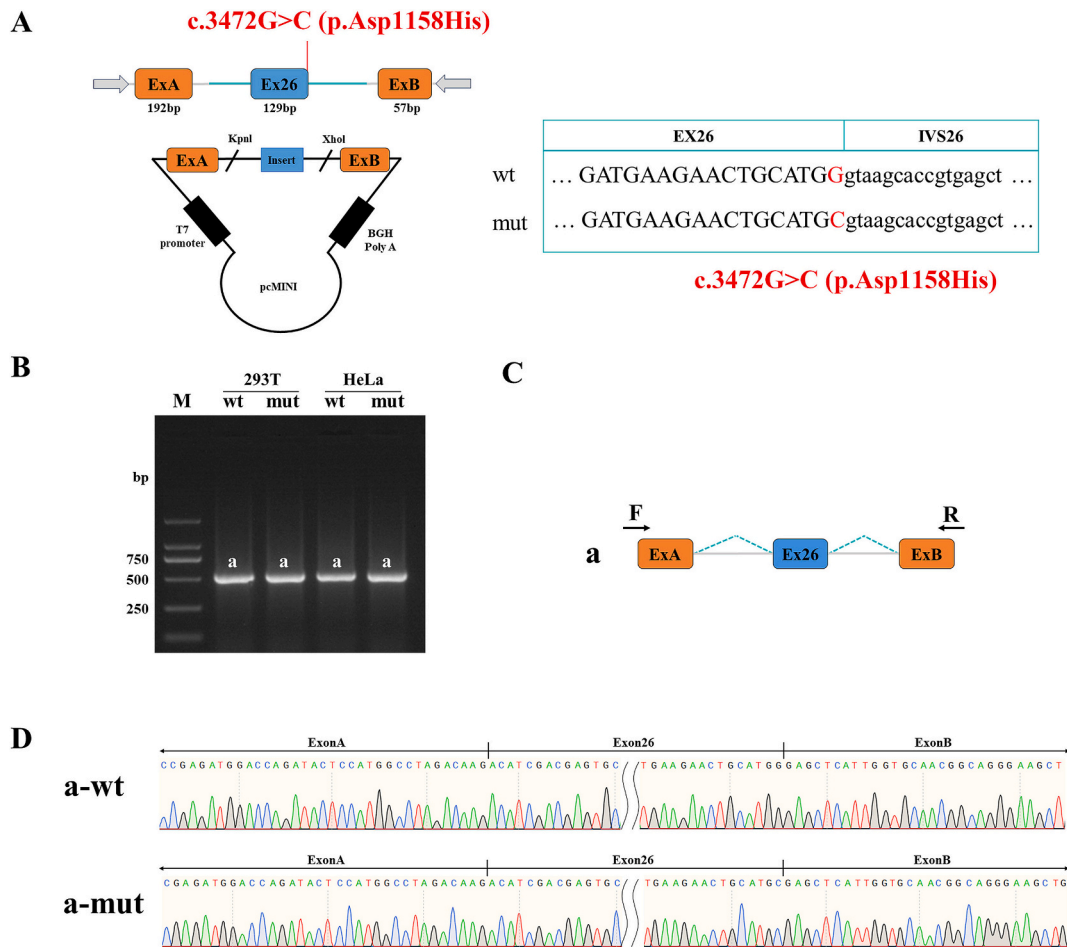 A
c.3472G>C (p.Asp1158His)
ExA
Ex26
ExB
192bp
129bp
57bp
KpnI
XhoI
ExA
Insert
ExB
T7
promoter
BGH
Poly A
pcMINI
EX26
IVS26
wt
... GATGAAGAACTGCATGGgtaagcaccgtgagct ...
mut
... GATGAAGAACTGCATGCgtaagcaccgtgagct ...
c.3472G>C (p.Asp1158His)
B
293T
HeLa
M
wt
mut
wt
mut
bp
750
500
250
a
a
a
a
C
F
R
a
ExA
Ex26
ExB
D
ExonA
Exon26
ExonB
a-wt
CCGAGATGGACCAGATACTCCATGGCCTAGACAAGACATCGACGAGTGC
TGAAGAACTGCATGGGAGCTCATTGGTGCAACGGCAGGGAAGCT
ExonA
Exon26
ExonB
a-mut
CGAGATGGACCAGATACTCCATGGCCTAGACAAGACATCGACGAGTGC
TGAAGAACTGCATGCGAGCTCATTGGTGCAACGGCAGGGAAGCTG